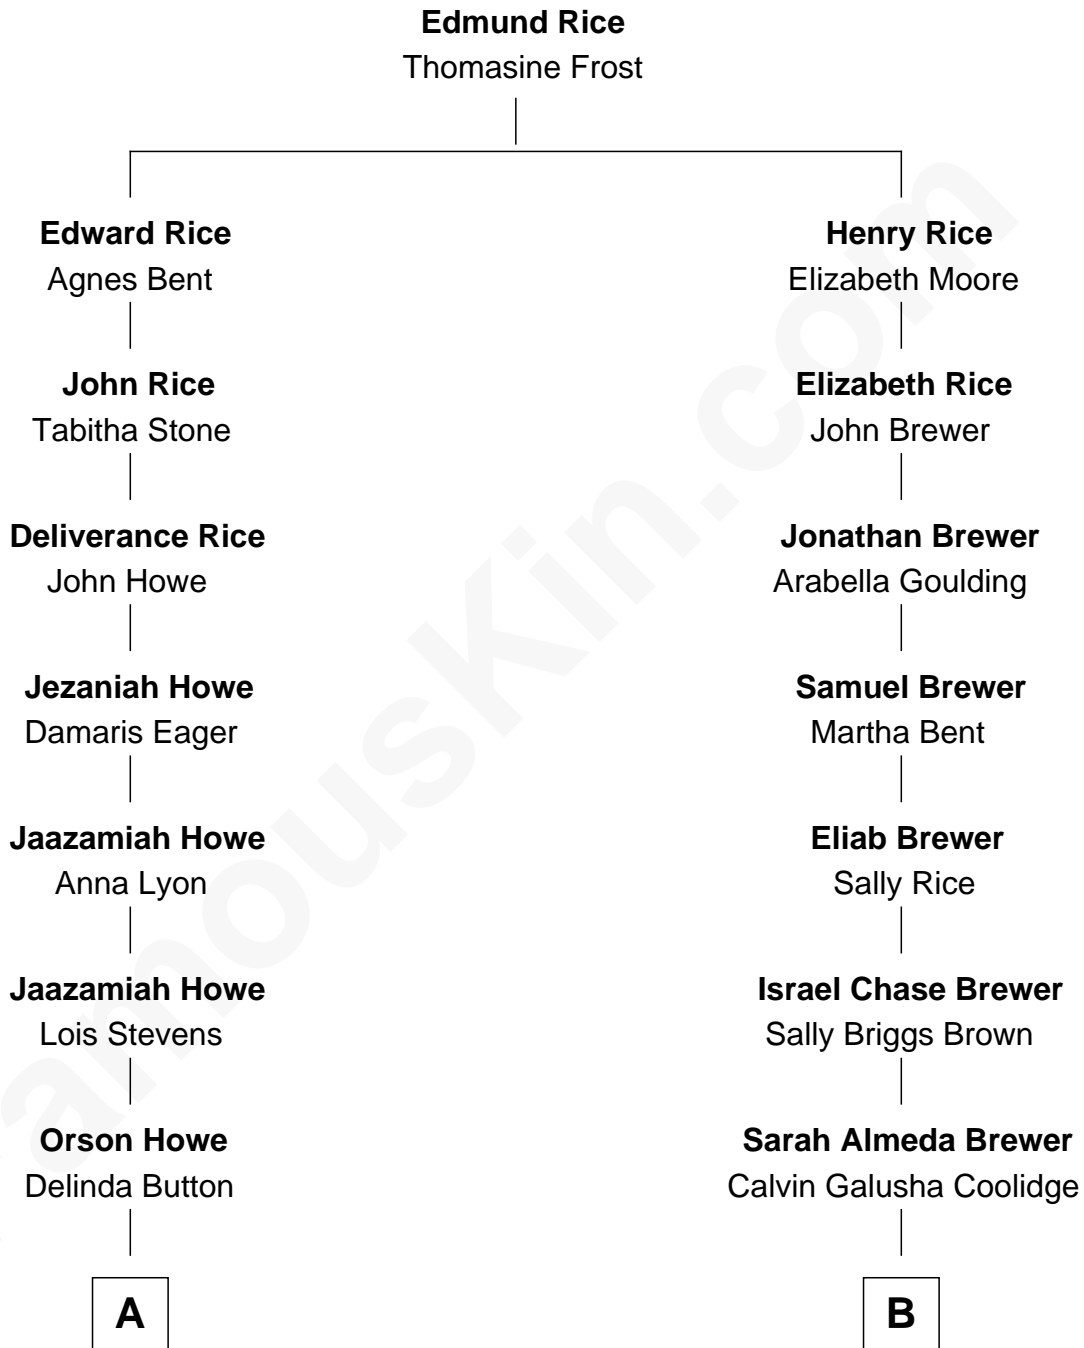 Edmund Rice
Thomasine Frost
Edward Rice
Agnes Bent
John Rice
Tabitha Stone
Deliverance Rice
John Howe
Jezaniah Howe
Damaris Eager
Jaazamiah Howe
Anna Lyon
Jaazamiah Howe
Lois Stevens
Orson Howe
Delinda Button
A
Henry Rice
Elizabeth Moore
Elizabeth Rice
John Brewer
Jonathan Brewer
Arabella Goulding
Samuel Brewer
Martha Bent
Eliab Brewer
Sally Rice
Israel Chase Brewer
Sally Briggs Brown
Sarah Almeda Brewer
Calvin Galusha Coolidge
B
amousKin.com